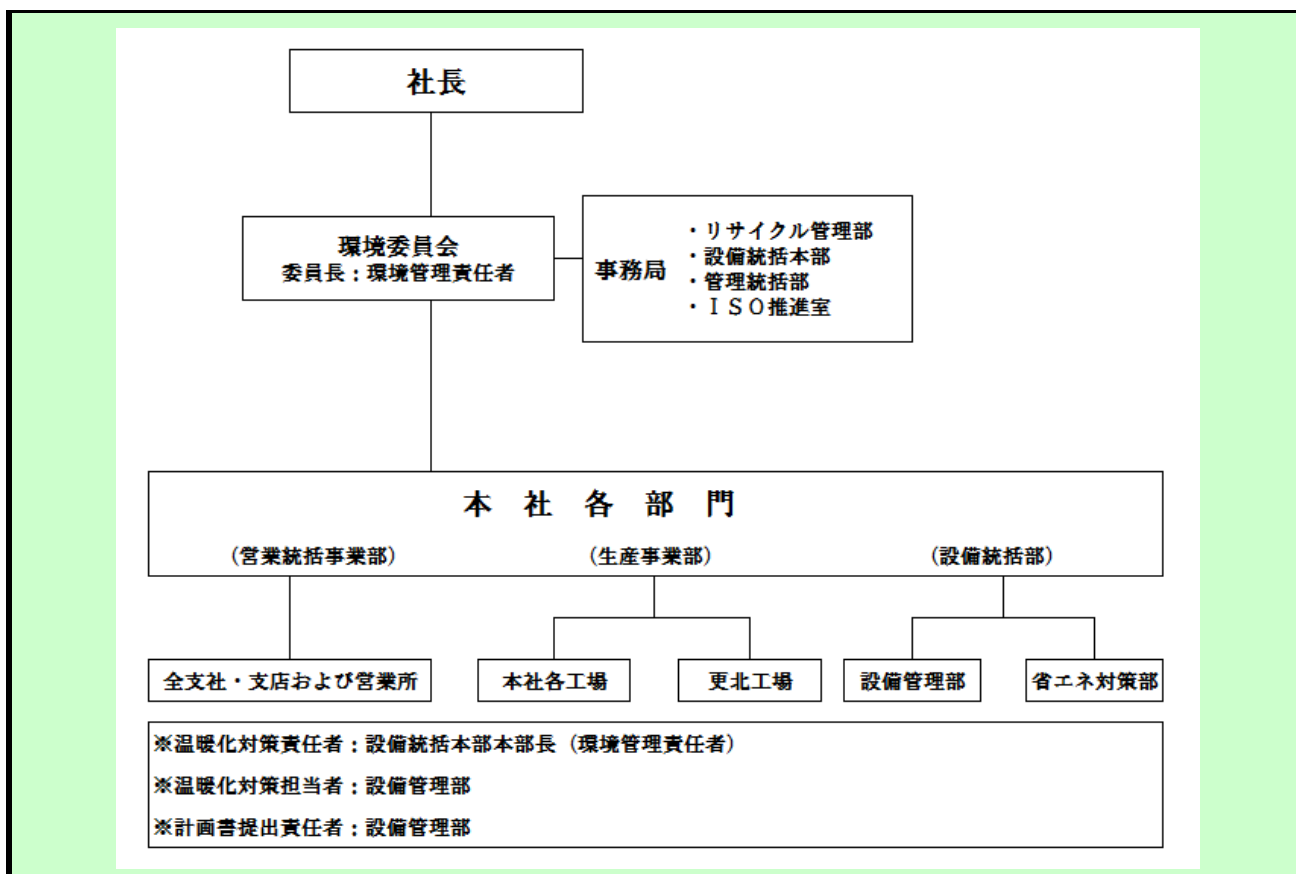 社長
環境委員会
委員長：環境管理責任者
事務局
・リサイクル管理部
・設備統括本部
・管理統括部
・ＩＳＯ推進室
本 社 各 部 門
（営業統括事業部）
（生産事業部）
（設備統括部）
全支社・支店および営業所
本社各工場
更北工場
設備管理部
省エネ対策部
※温暖化対策責任者：設備統括本部本部長（環境管理責任者）
※温暖化対策担当者：設備管理部
※計画書提出責任者：設備管理部